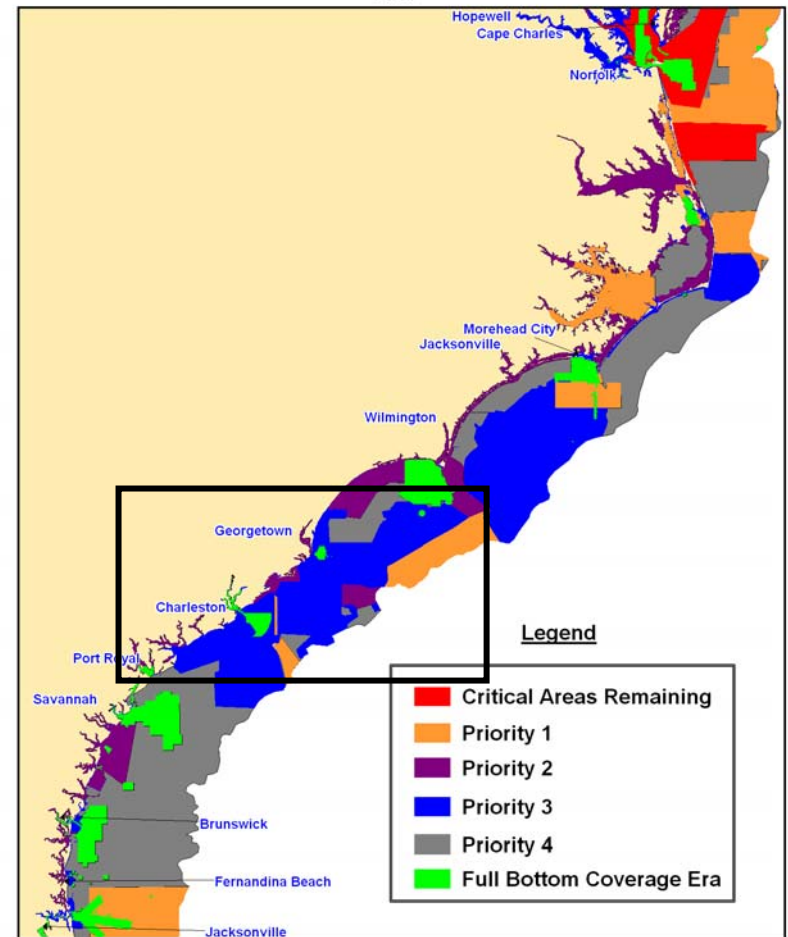 Hopewell
Cape Charles
Norfolk
Morehead City
Jacksonville
Wilmington
Georgetown
Charleston
Port Royal
Savannah
Brunswick
Fernandina Beach
Jacksonville
Legend
Critical Areas Remaining
Priority 1
Priority 2
Priority 3
Priority 4
Full Bottom Coverage Era